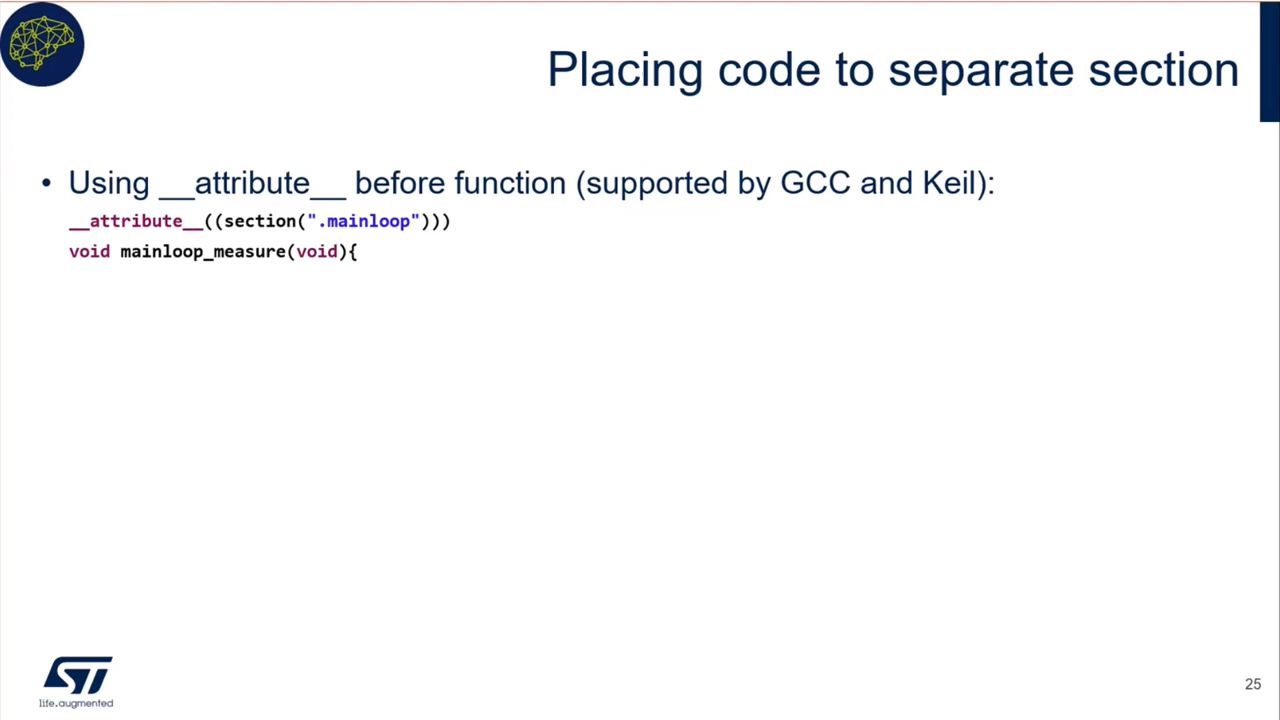 Placing code to separate section
• Using __attribute__ before function (supported by GCC and Keil):
__attribute__((section(".mainloop")))
void mainloop_measure(void){
ST
life.augmented
25